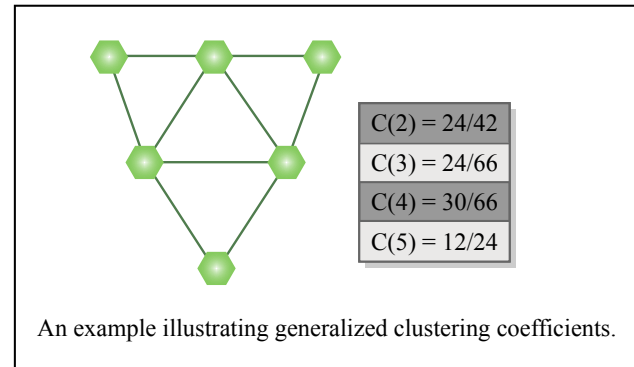 C(2) = 24/42
C(3) = 24/66
C(4) = 30/66
C(5) = 12/24
An example illustrating generalized clustering coefficients.